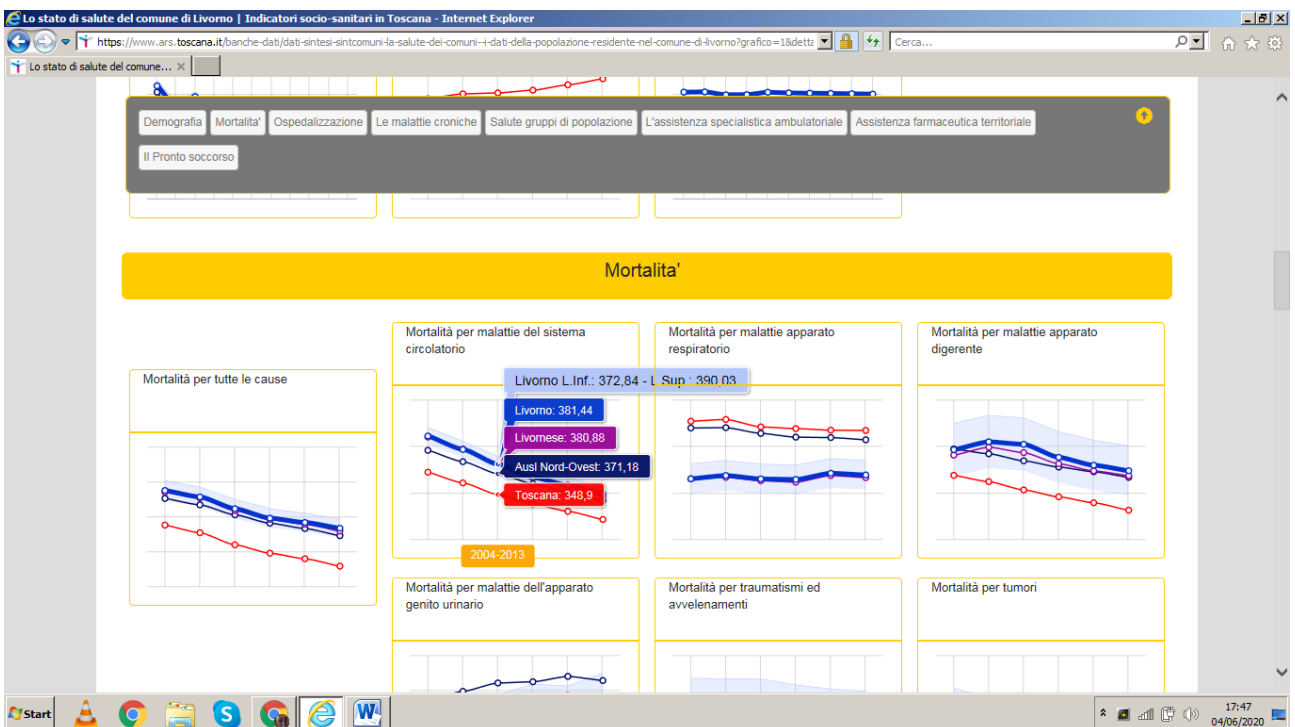 Lo stato di salute del comune di Livorno | Indicatori socio-sanitari in Toscana - Internet Explorer
https://www.ars.toscana.it/banche-dati/dati-sintesi-sintcomuni-la-salute-dei-comuni--i-dati-della-popolazione-residente-nel-comune-di-livorno?grafico=1&detta
Cerca...
Lo stato di salute del comune...
Demografia Mortalita' Ospedalizzazione Le malattie croniche Salute gruppi di popolazione L'assistenza specialistica ambulatoriale Assistenza farmaceutica territoriale
Il Pronto soccorso
Mortalita'
Mortalità per tutte le cause
Mortalità per malattie del sistema
circolatorio
Livorno L.Inf.: 372,84 - L.Sup.: 390,03
Livorno: 381,44
Livornese: 380,88
Ausl Nord-Ovest: 371,18
Toscana: 348,9
2004-2013
Mortalità per malattie apparato
respiratorio
Mortalità per malattie apparato
digerente
Mortalità per malattie dell'apparato
genito urinario
Mortalità per traumatismi ed
avvelenamenti
Mortalità per tumori
Start
17:47
04/06/2020